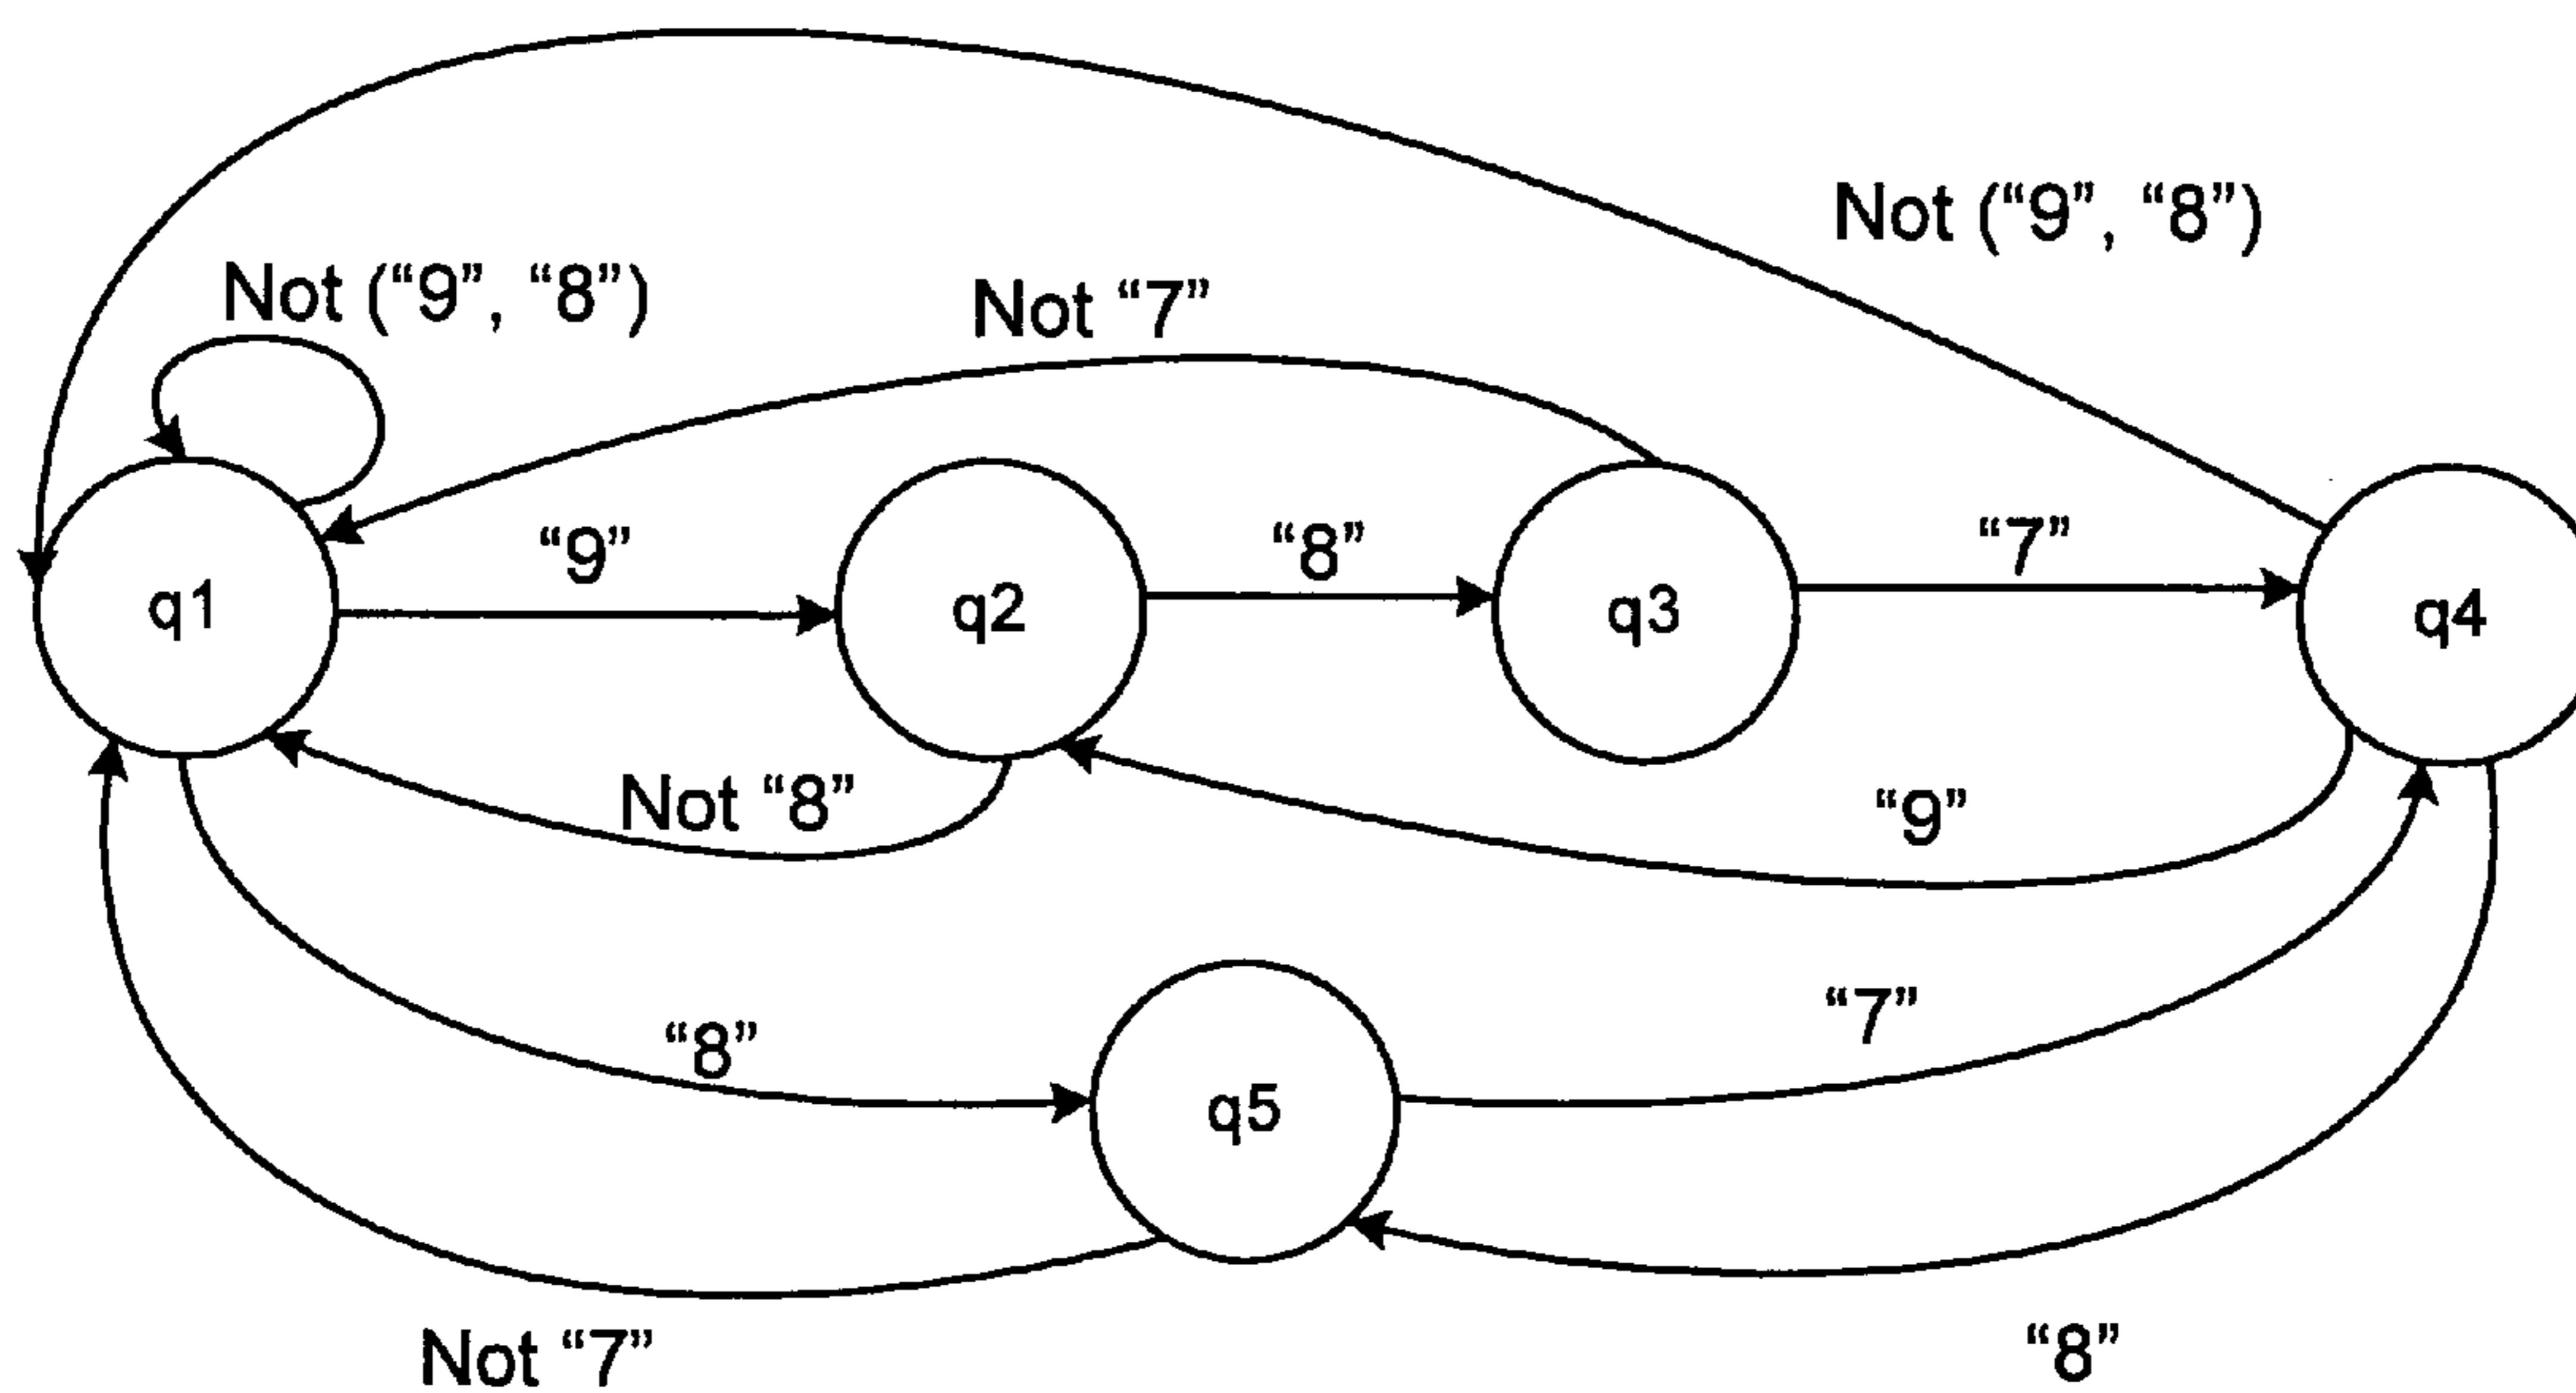 Not (“9”, “8”)
Not (“9”, “8”)
Not “7”
“9”
“8”
“7”
q1
q2
q3
q4
Not “8”
“9”
“8”
“7”
q5
Not “7”
“8”